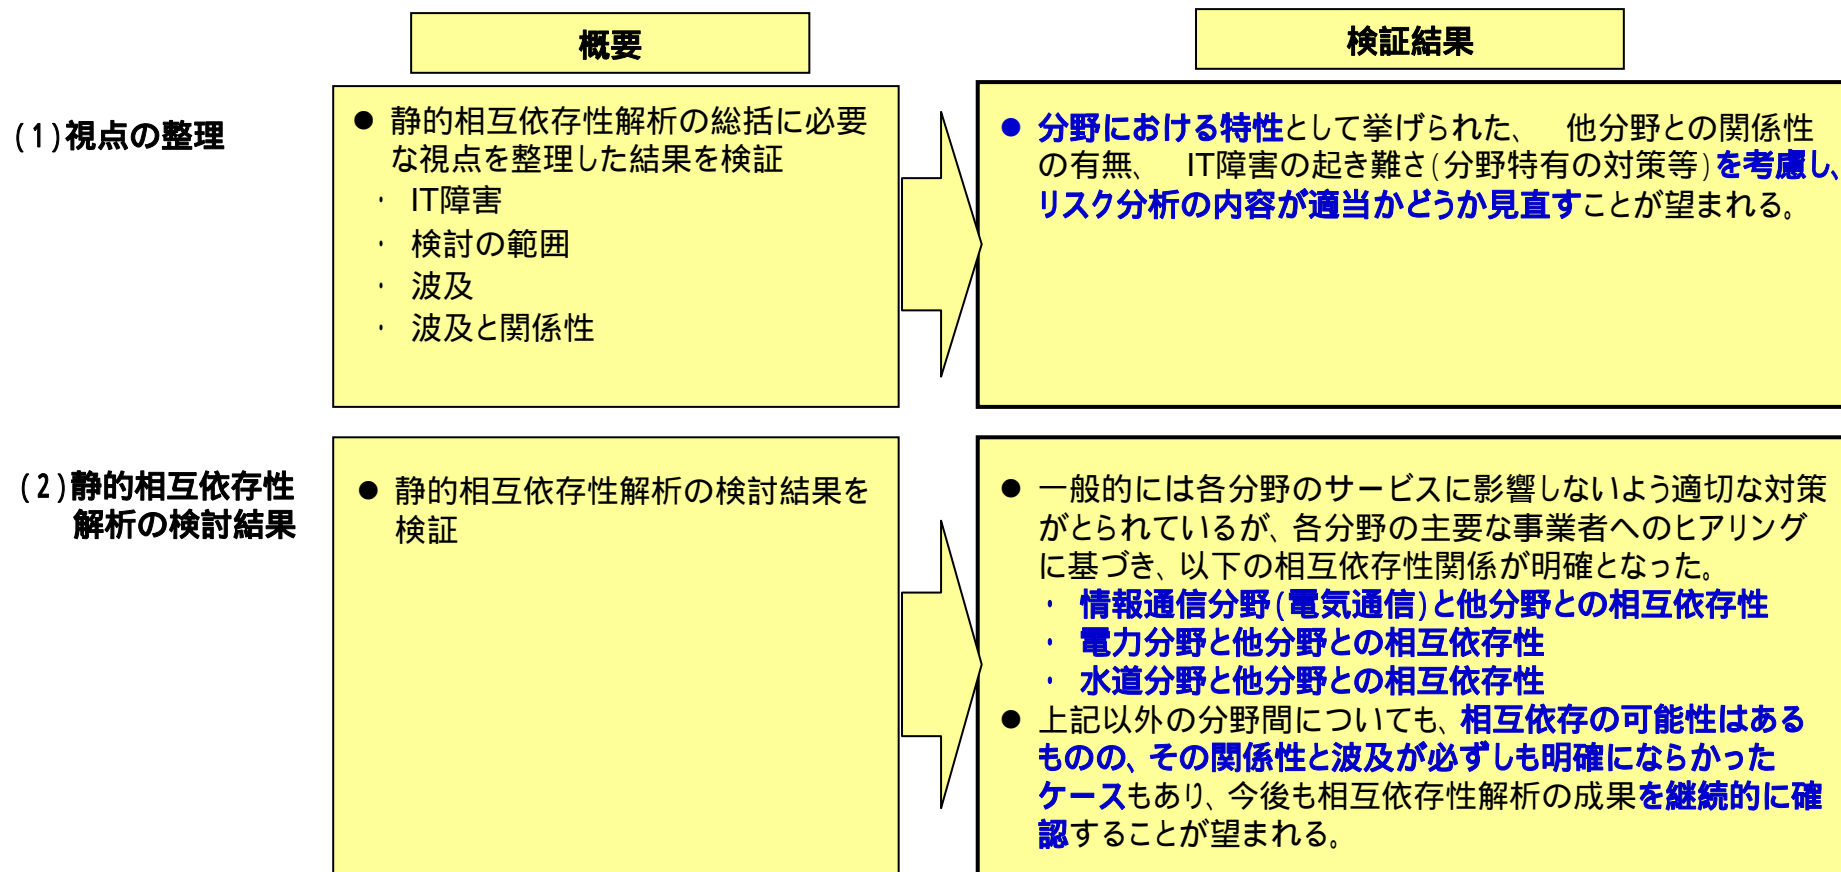 概要
検証結果
(1)視点の整理
● 静的相互依存性解析の総括に必要
な視点を整理した結果を検証
・ IT障害
・ 検討の範囲
・ 波及
・ 波及と関係性
● 分野における特性として挙げられた、　他分野との関係性
の有無、　IT障害の起き難さ(分野特有の対策等)を考慮し、
リスク分析の内容が適当かどうか見直すことが望まれる。
(2)静的相互依存性
解析の検討結果
● 静的相互依存性解析の検討結果を
検証
● 一般的には各分野のサービスに影響しないよう適切な対策
がとられているが、各分野の主要な事業者へのヒアリング
に基づき、以下の相互依存性関係が明確となった。
・ 情報通信分野(電気通信)と他分野との相互依存性
・ 電力分野と他分野との相互依存性
・ 水道分野と他分野との相互依存性
● 上記以外の分野間についても、相互依存の可能性はある
ものの、その関係性と波及が必ずしも明確にならかった
ケースもあり、今後も相互依存性解析の成果を継続的に確
認することが望まれる。